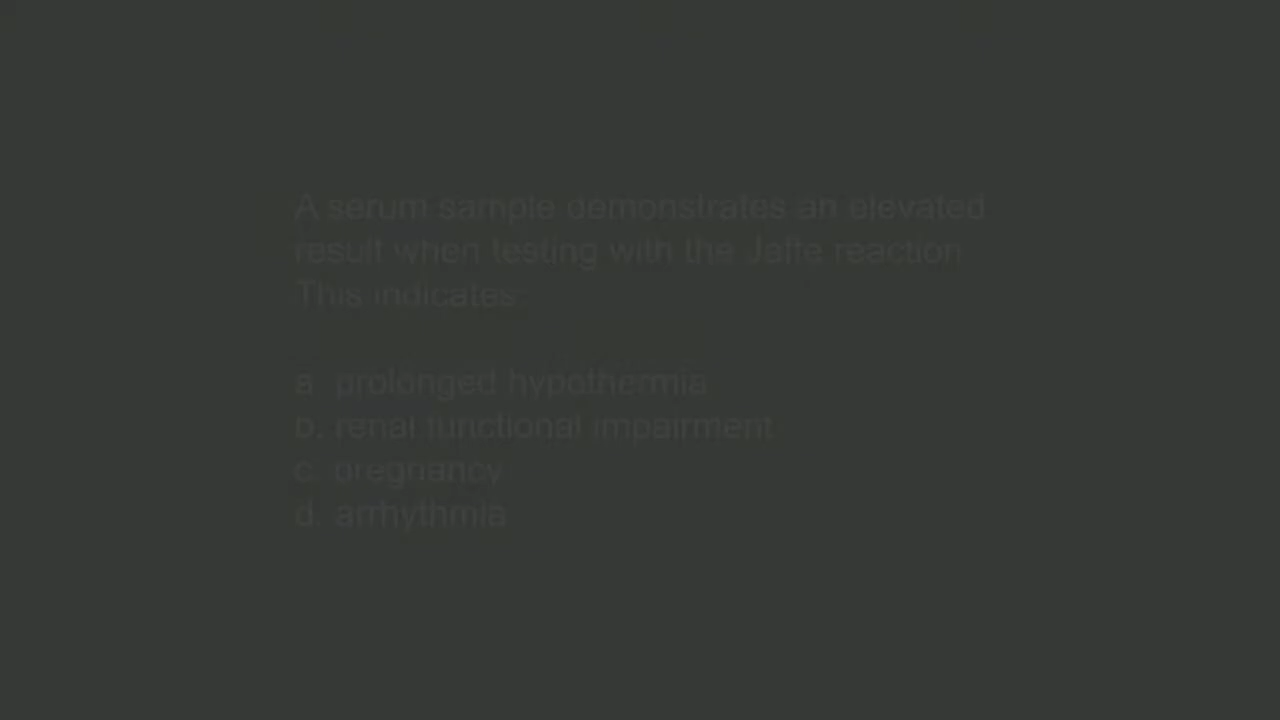 A serum sample demonstrates an elevated
result when testing with the Jaffe reaction.
This indicates:
a. prolonged hypothermia
b. renal functional impairment
c. pregnancy
d. arrhythmia